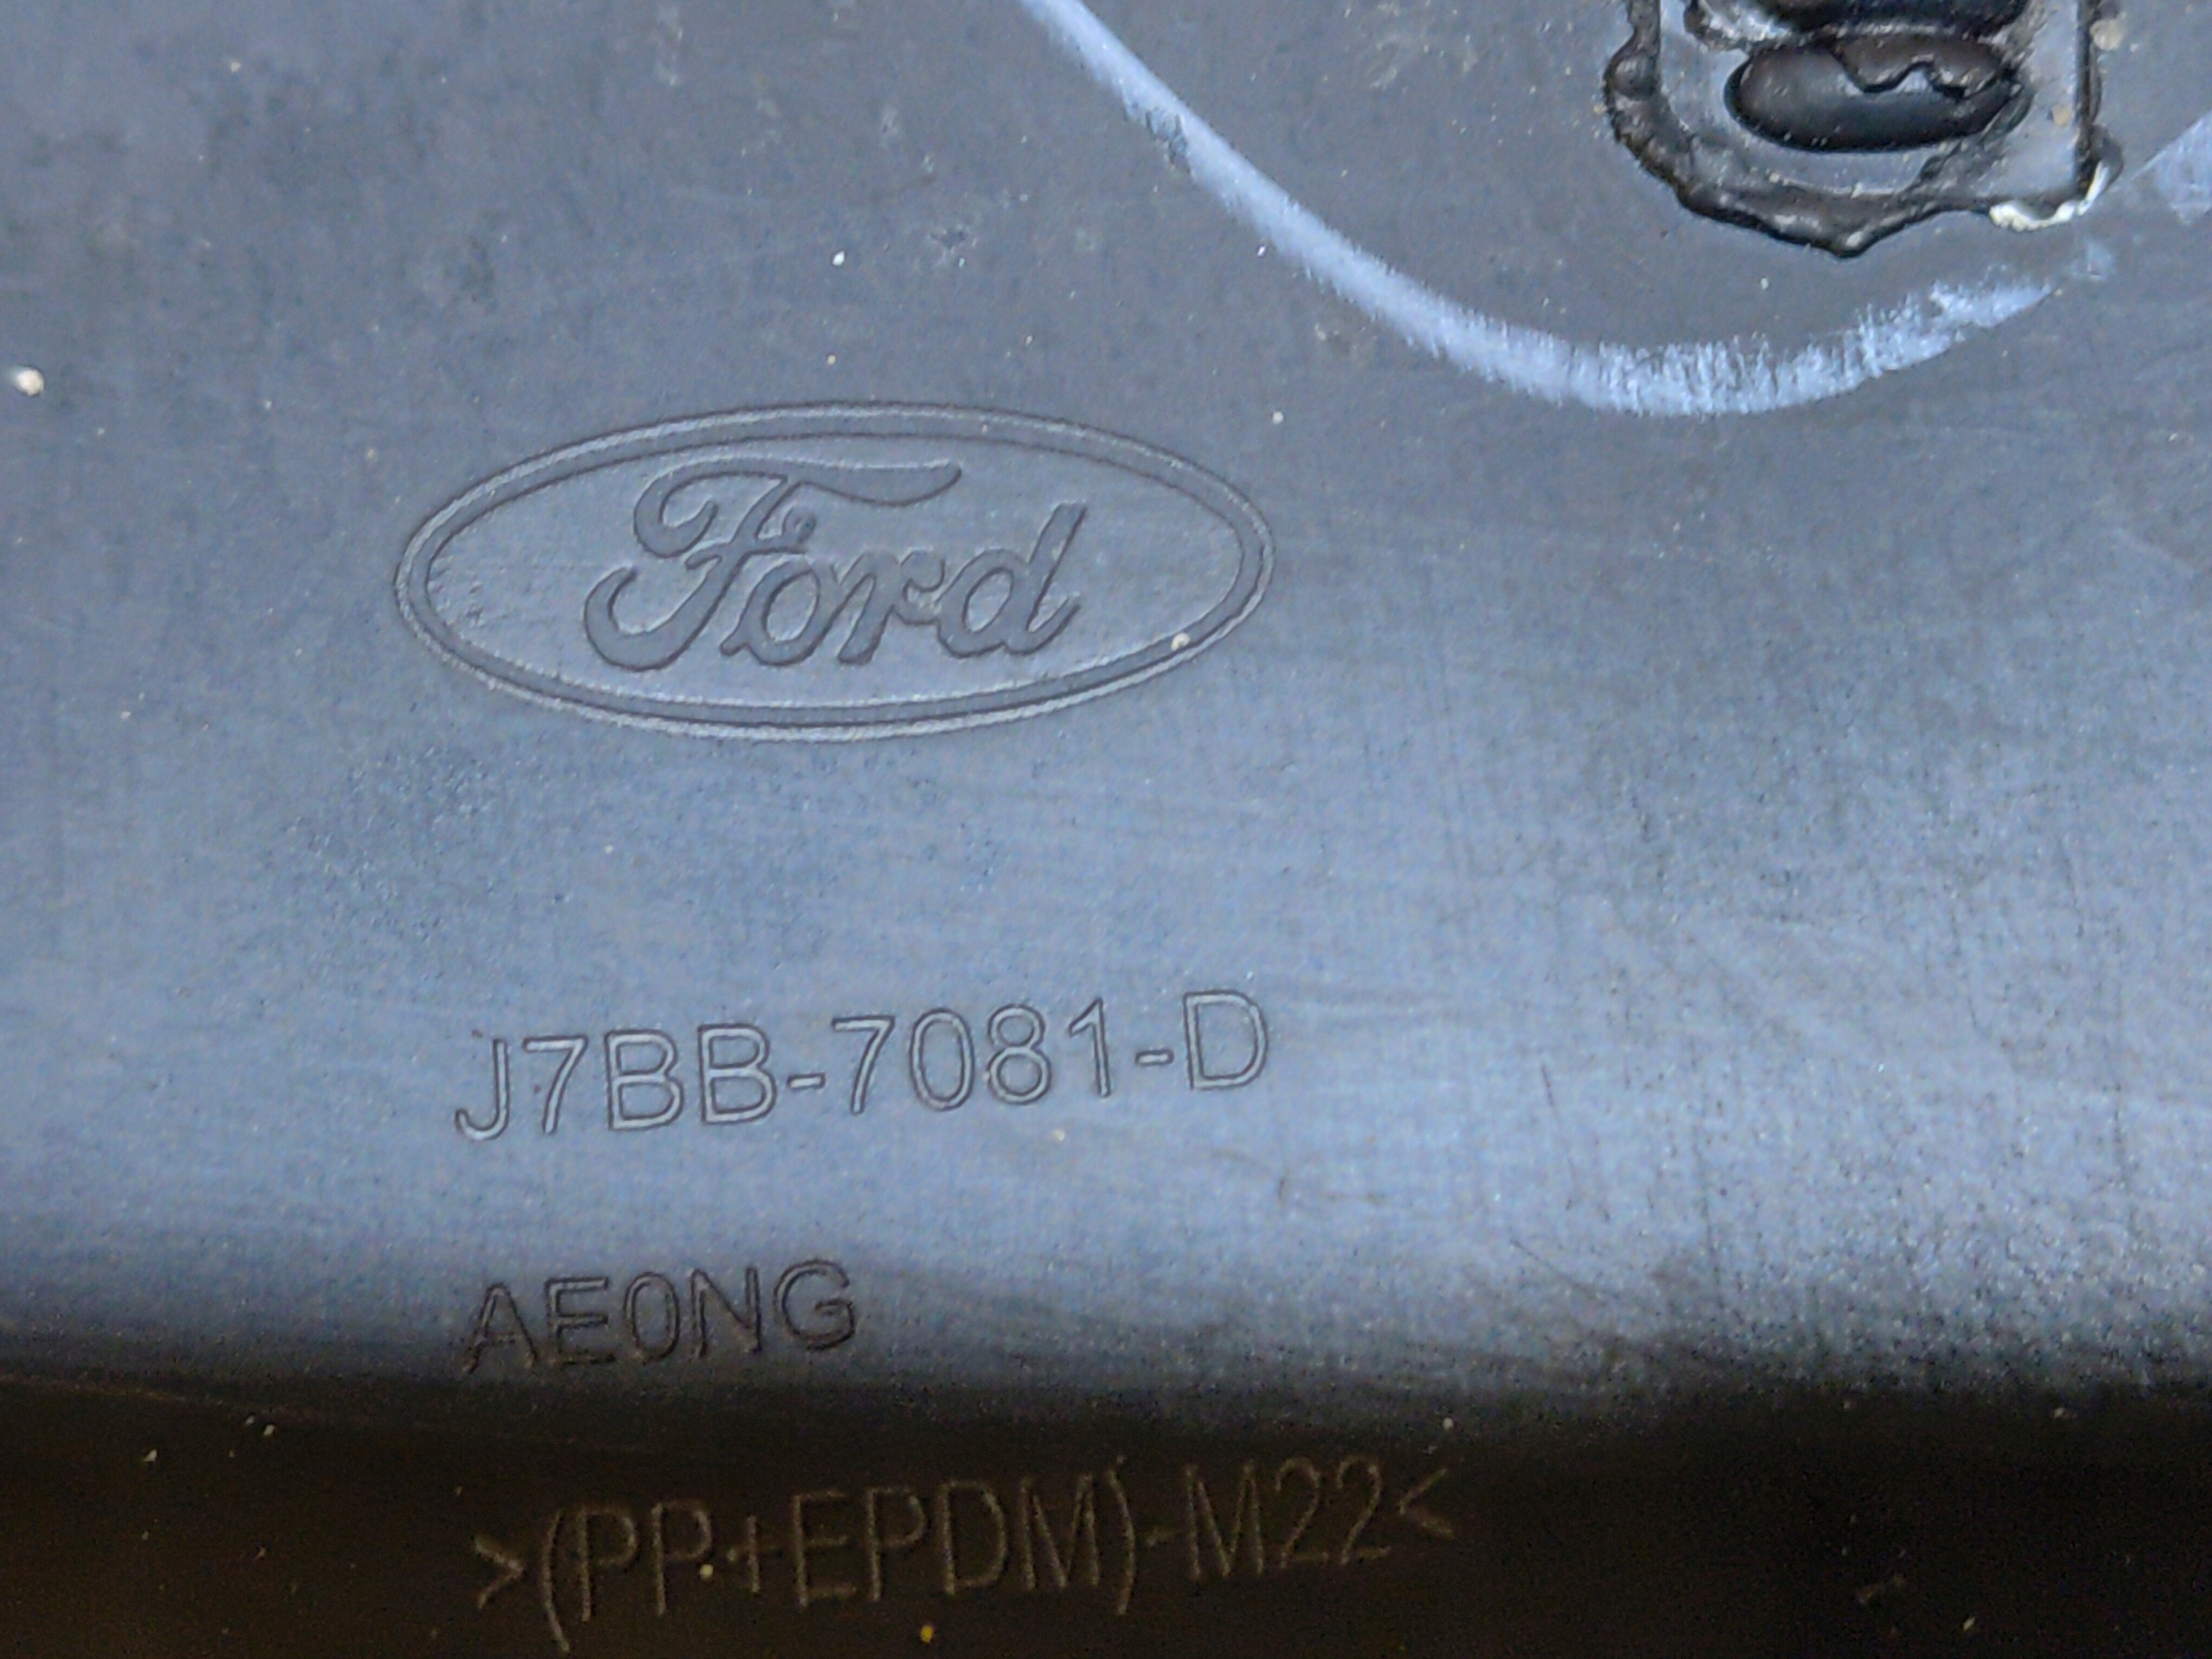 Ford
J7BB-7081-D
AE0NG
>(PP+EPDM)-M22<